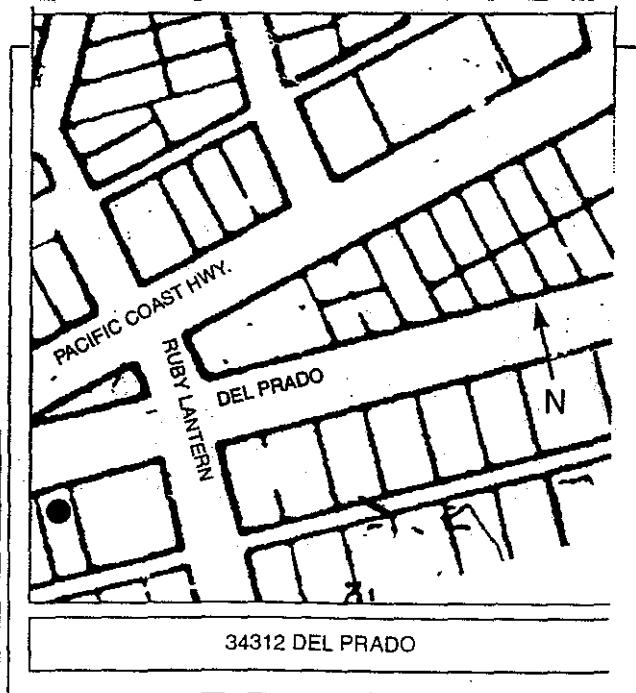 PACIFIC COAST HWY.
RUBY LANTERN
DEL PRADO
N
34312 DEL PRADO